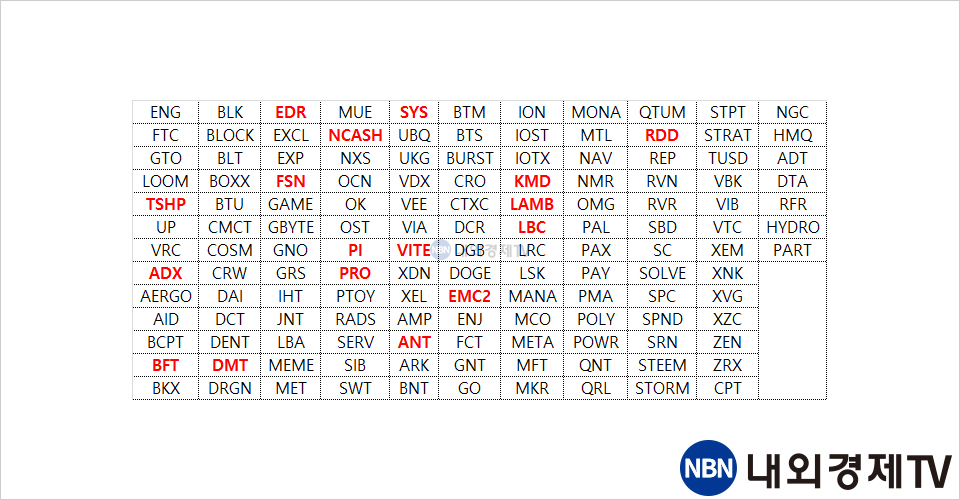 ENG BLK EDR MUE SYS BTM ION MONA QTUM STPT NGC
FTC BLOCK EXCL NCASH UBQ BTS IOST MTL RDD STRAT HMQ
GTO BLT EXP NXS UKG BURST IOTX NAV REP TUSD ADT
LOOM BOXX FSN OCN VDX CRO KMD NMR RVN VBK DTA
TSHP BTU GAME OK VEE CTXC LAMB OMG RVR VIB RFR
UP CMCT GBYTE OST VIA DCR LBC PAL SBD VTC HYDRO
VRC COSM GNO PI VITE DGB LRC PAX SC XEM PART
ADX CRW GRS PRO XDN DOGE LSK PAY SOLVE XNK
AERGO DAI IHT PTOY XEL EMC2 MANA PMA SPC XVG
AID DCT JNT RADS AMP ENJ MCO POLY SPND XZC
BCPT DENT LBA SERV ANT FCT META POWR SRN ZEN
BFT DMT MEME SIB ARK GNT MFT QNT STEEM ZRX
BKX DRGN MET SWT BNT GO MKR QRL STORM CPT
NBN 내외경제TV